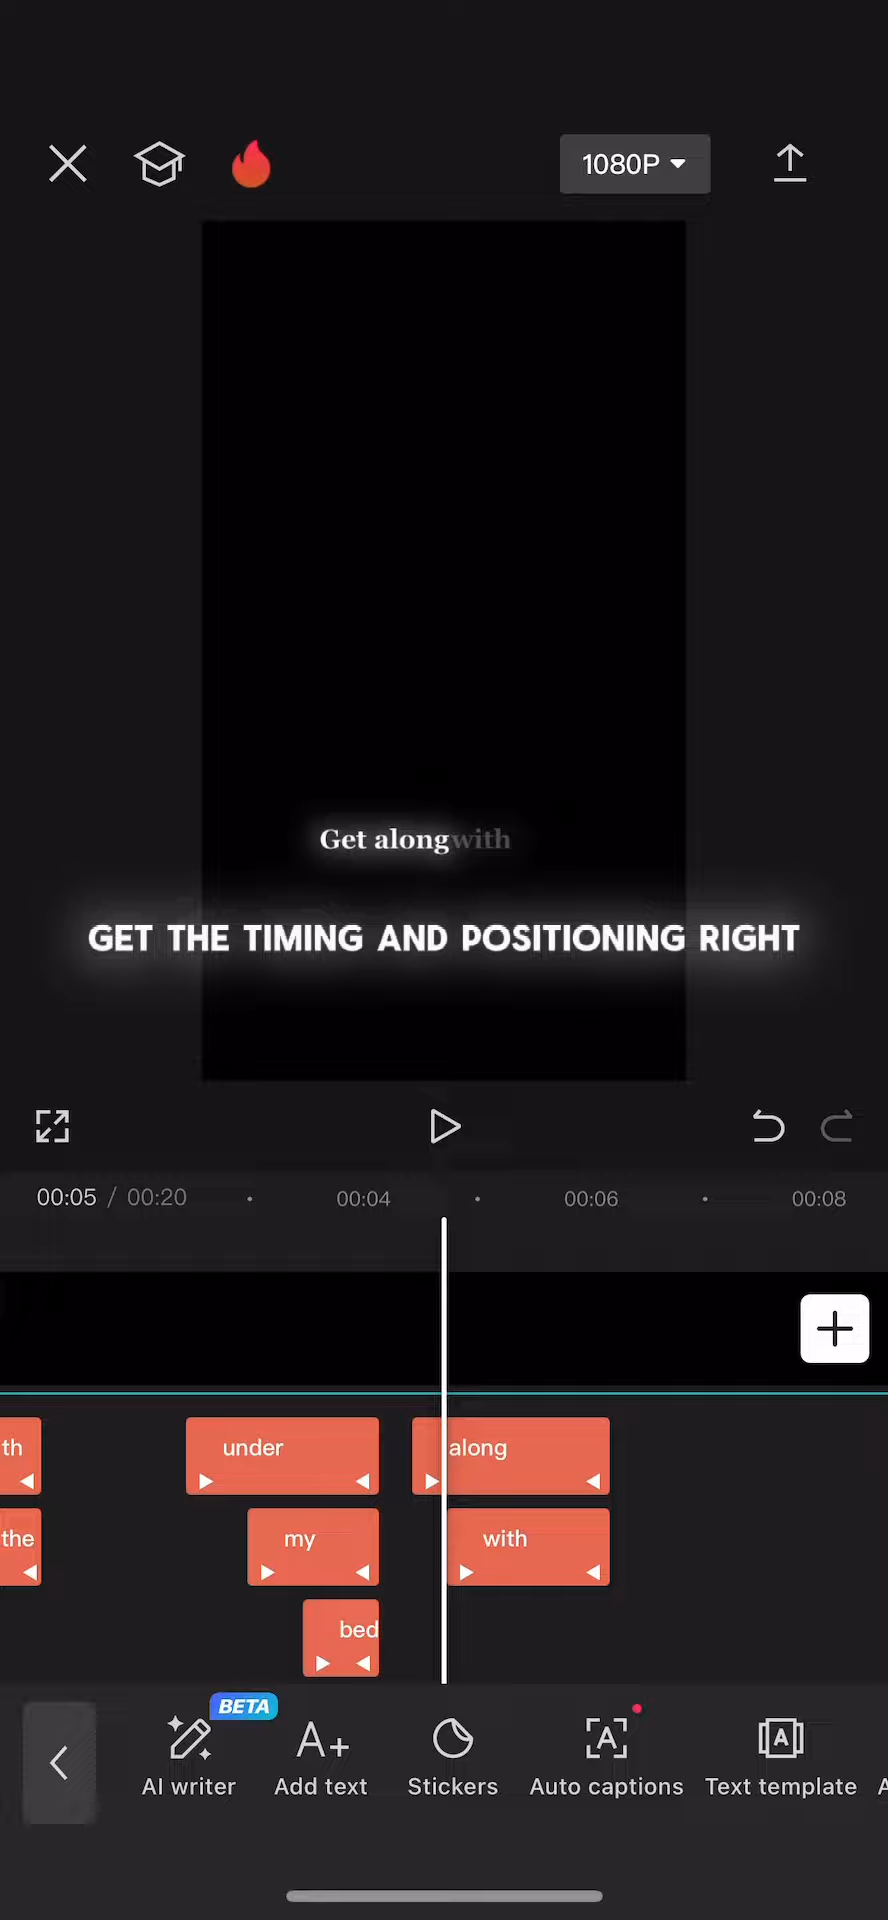 1080P
Get along with
GET THE TIMING AND POSITIONING RIGHT
00:05 / 00:20
00:04
00:06
00:08
th
under
along
the
my
with
bed
BETA
AI writer
Add text
Stickers
Auto captions
Text template
A